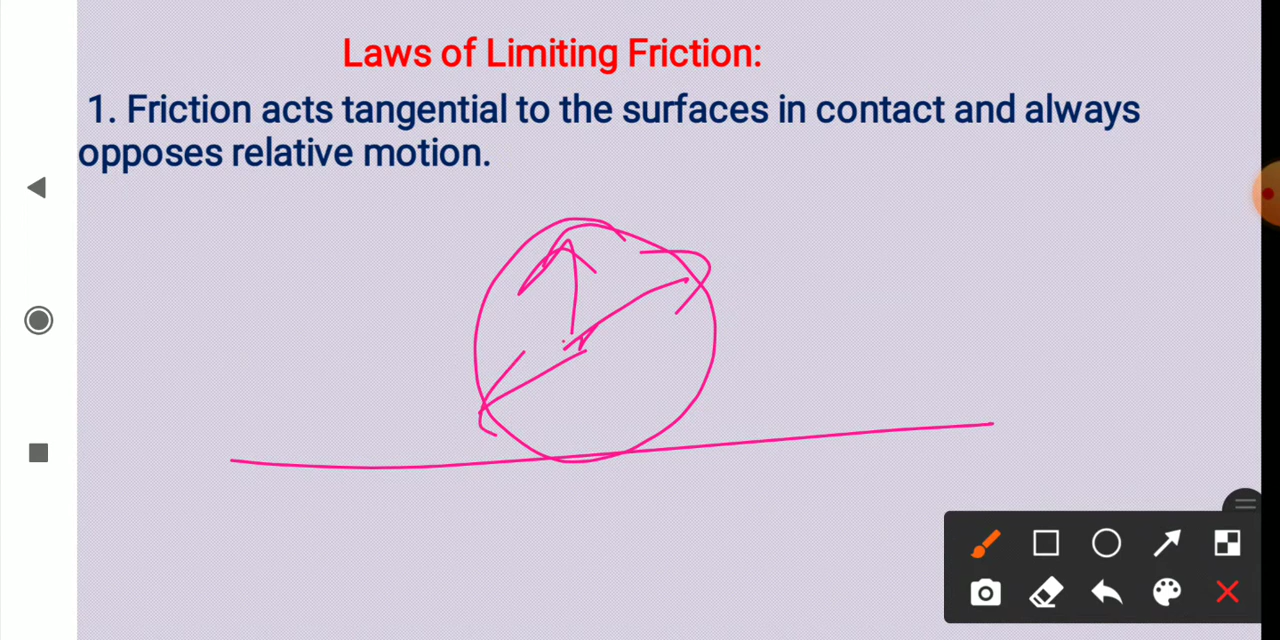 Laws of Limiting Friction:
1. Friction acts tangential to the surfaces in contact and always
opposes relative motion.